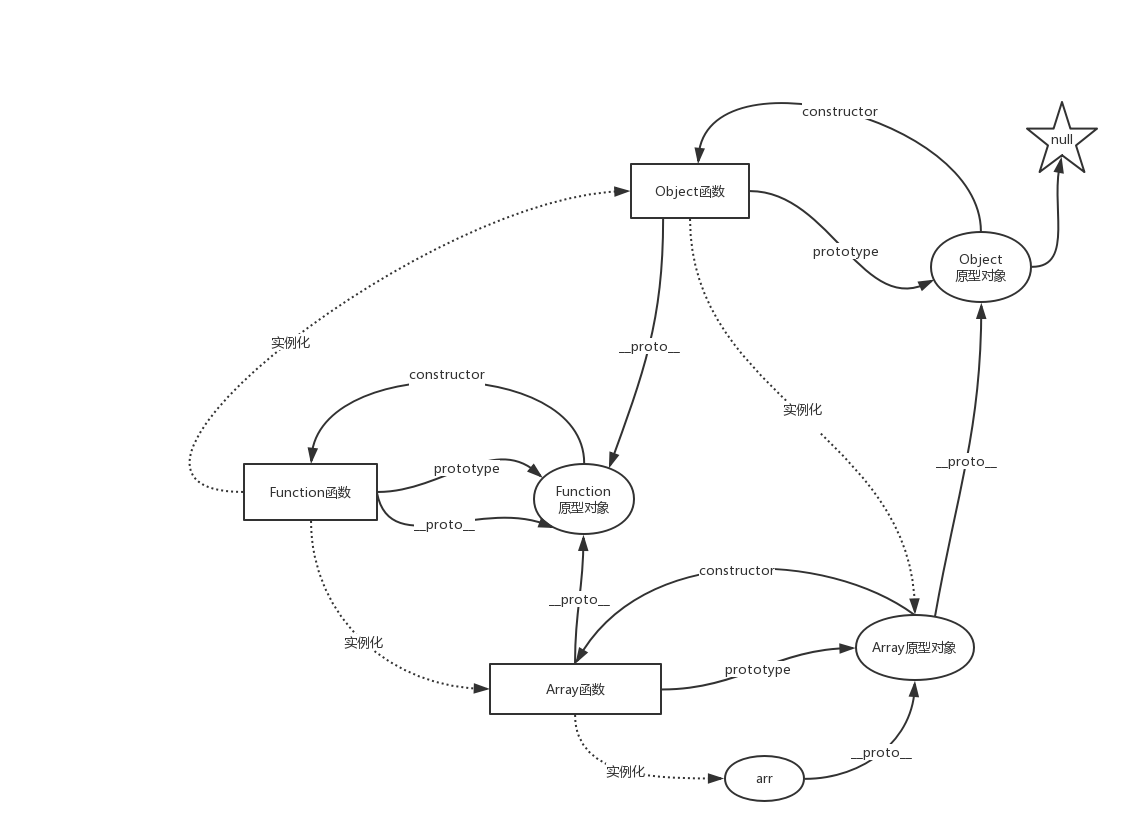 constructor
null
Object函数
prototype
Object
原型对象
实例化
__proto__
constructor
实例化
prototype
__proto__
Function函数
Function
原型对象
__proto__
constructor
__proto__
实例化
Array原型对象
prototype
Array函数
__proto__
实例化
arr